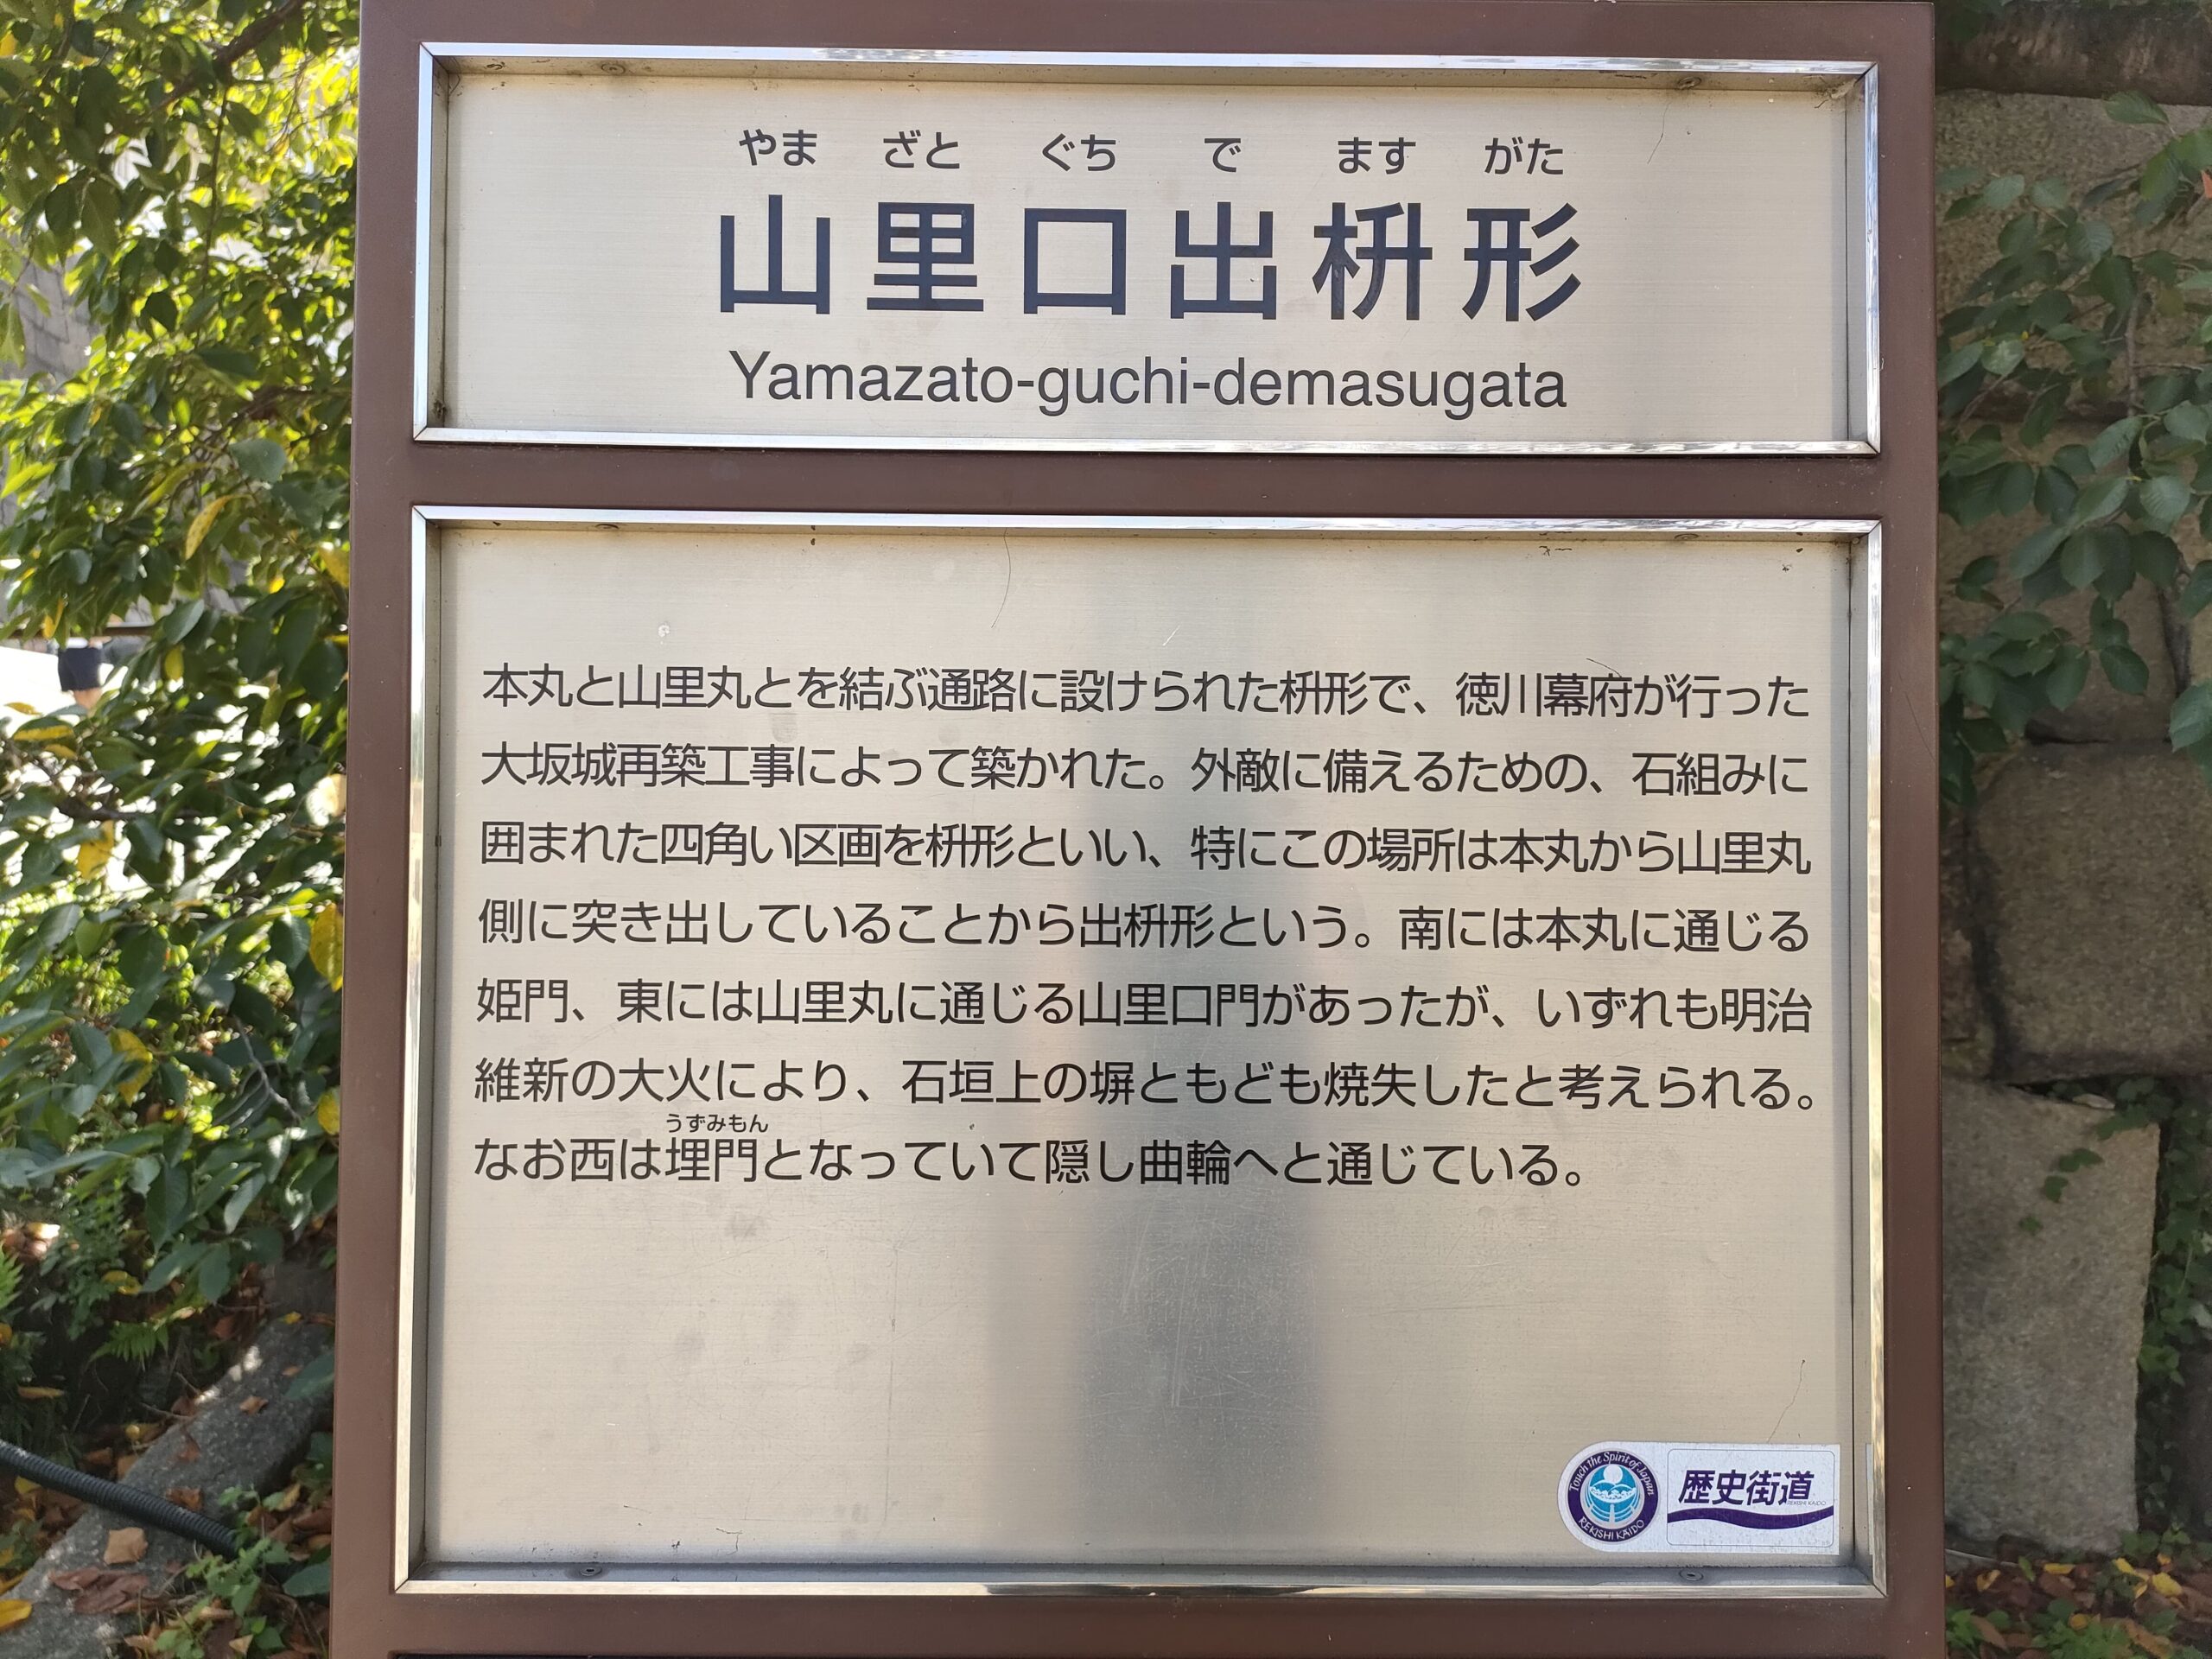 やま ざと ぐち で ます がた
山里口出枡形
Yamazato-guchi-demasugata
本丸と山里丸とを結ぶ通路に設けられた枡形で、徳川幕府が行った
大坂城再築工事によって築かれた。外敵に備えるための、石組みに
囲まれた四角い区画を枡形といい、特にこの場所は本丸から山里丸
側に突き出していることから出枡形という。南には本丸に通じる
姫門、東には山里丸に通じる山里口門があったが、いずれも明治
維新の大火により、石垣上の塀ともども焼失したと考えられる。
うずみもん
なお西は埋門となっていて隠し曲輪へと通じている。
Touch the Spirit of Japan
REKISHI KAIDO
歴史街道
REKISHI KAIDO